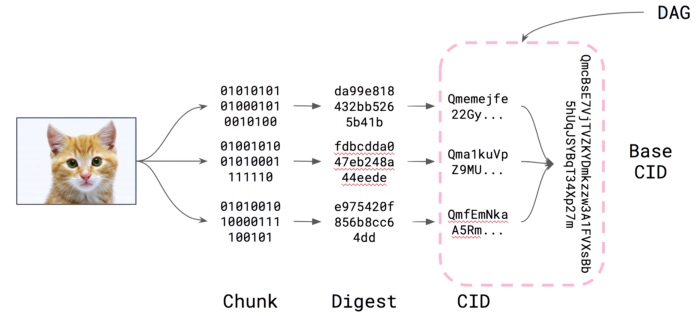 DAG
01010101
01000101
0010100
da99e818
432bb526
5b41b
Qmemejfe
22Gy...
01001010
01010001
111110
fdbcdda0
47eb248a
44eede
Qma1kuVp
Z9MU...
01010010
10000111
100101
e975420f
856b8cc6
4dd
QmfEmNka
A5Rm...
QmcBsE7VjTVZKYDmkzzw3A1FVXsBb
5hUqJSYBqT34Xp27m
Base
CID
Chunk
Digest
CID